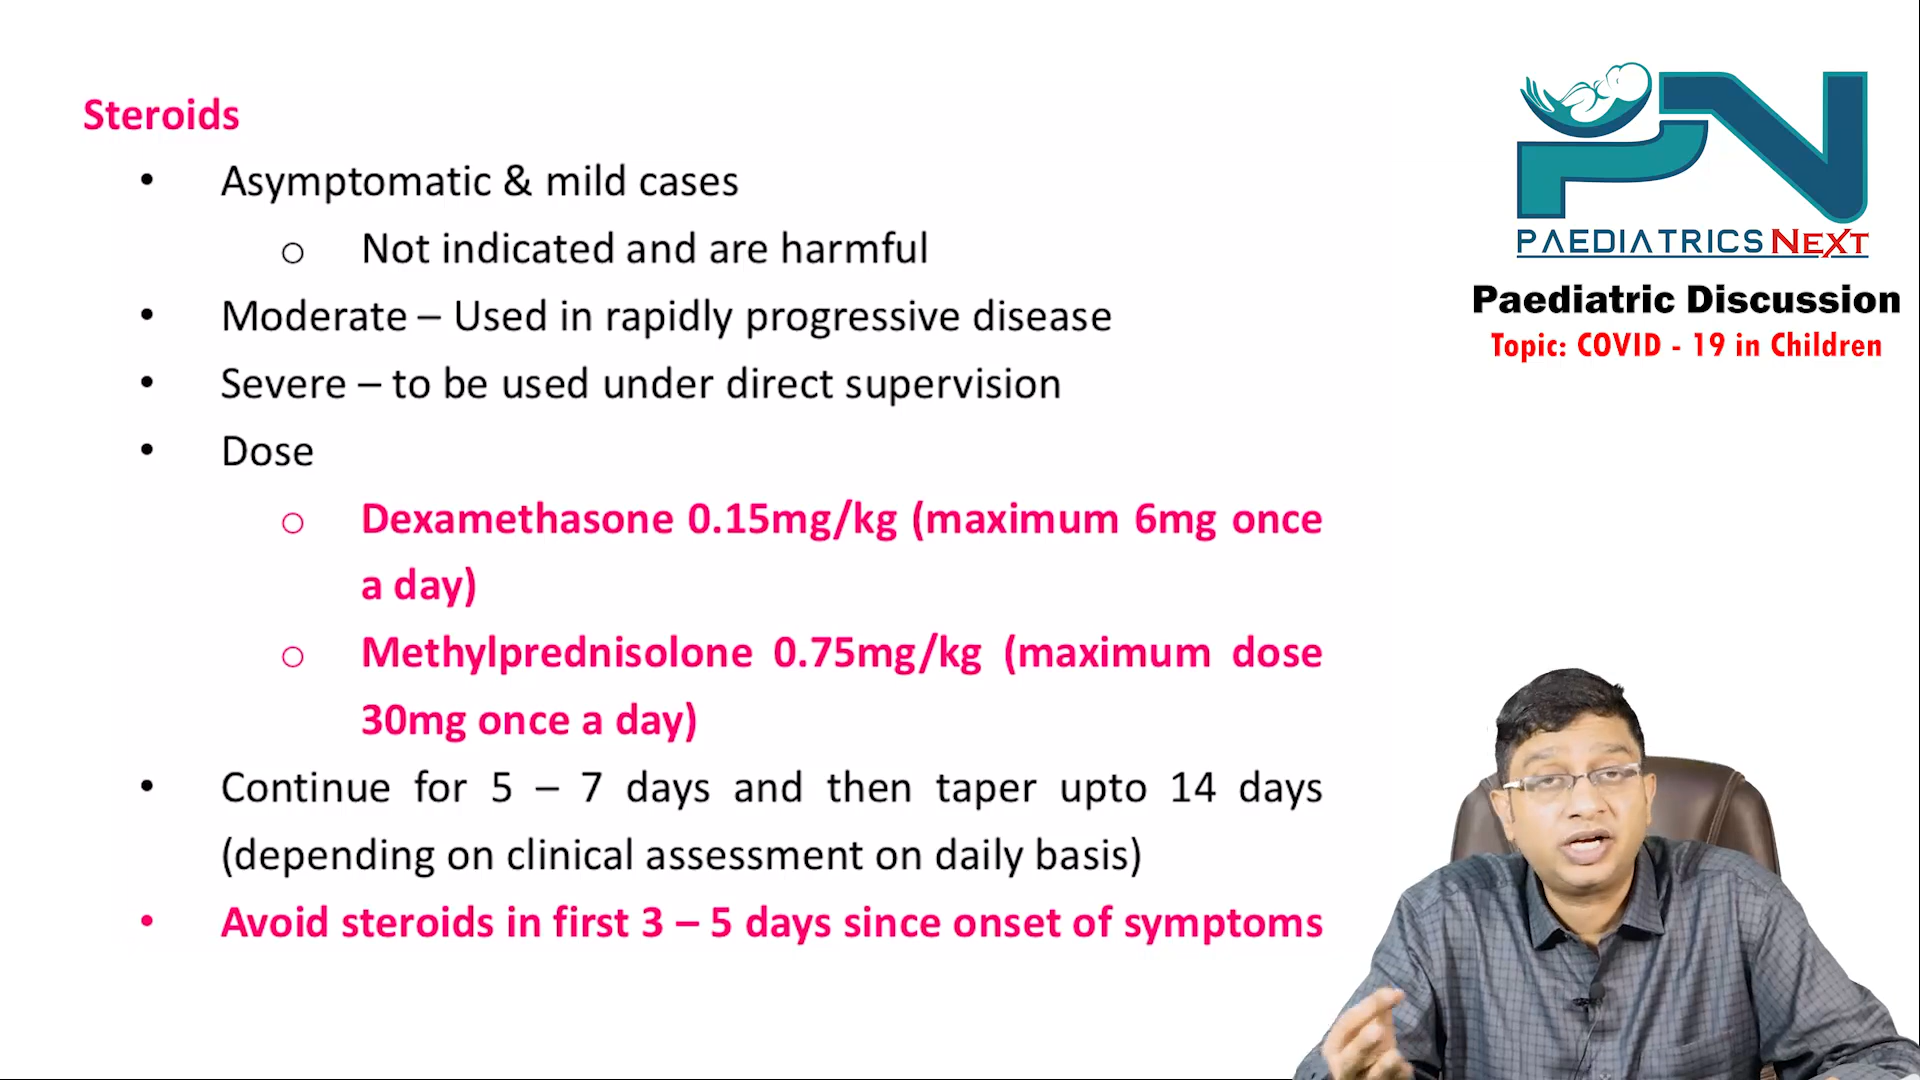 Steroids
• Asymptomatic & mild cases
o Not indicated and are harmful
• Moderate – Used in rapidly progressive disease
• Severe – to be used under direct supervision
• Dose
o Dexamethasone 0.15mg/kg (maximum 6mg once
a day)
o Methylprednisolone 0.75mg/kg (maximum dose
30mg once a day)
• Continue for 5 – 7 days and then taper upto 14 days
(depending on clinical assessment on daily basis)
• Avoid steroids in first 3 – 5 days since onset of symptoms
PN
PAEDIATRICS NEXT
Paediatric Discussion
Topic: COVID - 19 in Children